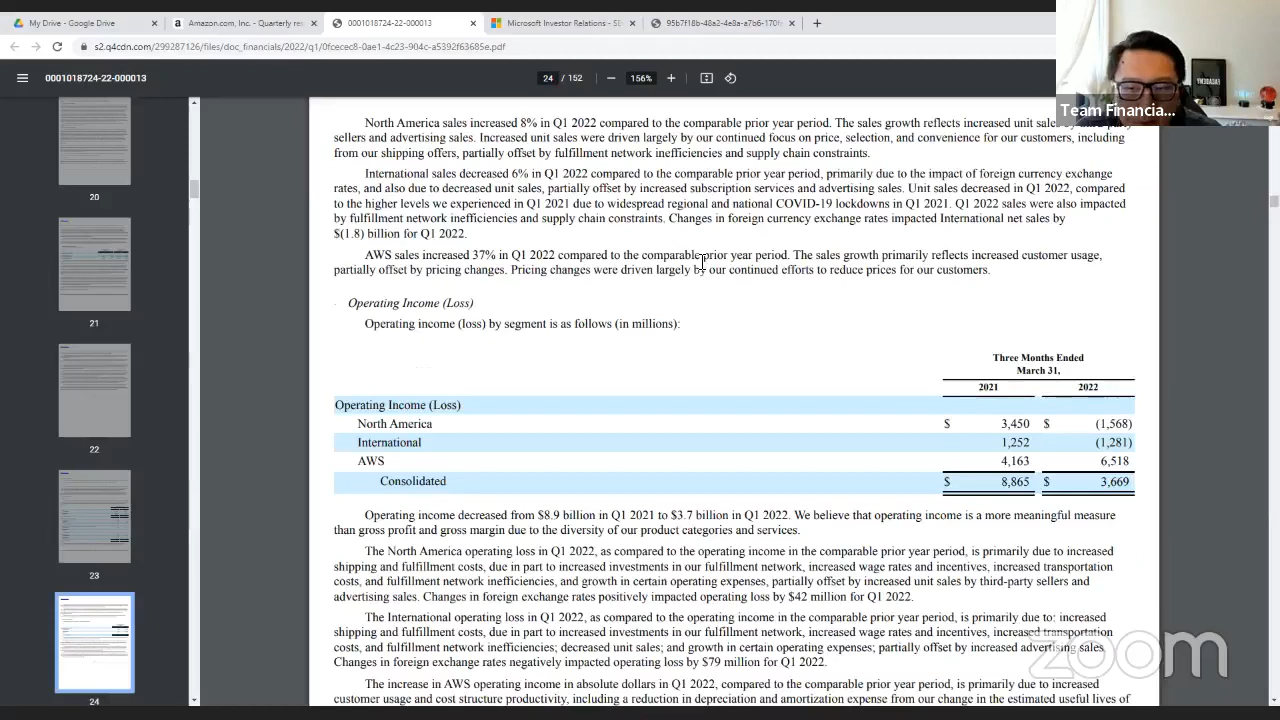 My Drive - Google Drive
Amazon.com, Inc. - Quarterly re
0001018724-22-000013
Microsoft Investor Relations - SE
95b7f18b-48a2-4e8a-a7b6-170f
s2.q4cdn.com/299287126/files/doc_financials/2022/q1/0fcecec8-0ae1-4c23-904c-a5392f63685e.pdf
0001018724-22-000013
24 / 152
156%
Team Financia...
20
21
22
23
24
North America sales increased 8% in Q1 2022 compared to the comparable prior year period. The sales growth reflects increased unit
sellers and advertising sales. Increased unit sales were driven largely by our continued focus on price, selection, and convenience for our customers, including
from our shipping offers, partially offset by fulfillment network inefficiencies and supply chain constraints.
International sales decreased 6% in Q1 2022 compared to the comparable prior year period, primarily due to the impact of foreign currency exchange
rates, and also due to decreased unit sales, partially offset by increased subscription services and advertising sales. Unit sales decreased in Q1 2022, compared
to the higher levels we experienced in Q1 2021 due to widespread regional and national COVID-19 lockdowns in Q1 2021. Q1 2022 sales were also impacted
by fulfillment network inefficiencies and supply chain constraints. Changes in foreign currency exchange rates impacted International net sales by
$(1.8) billion for Q1 2022.
AWS sales increased 37% in Q1 2022 compared to the comparable prior year period. The sales growth primarily reflects increased customer usage,
partially offset by pricing changes. Pricing changes were driven largely by our continued efforts to reduce prices for our customers.
Operating Income (Loss)
Operating income (loss) by segment is as follows (in millions):
Three Months Ended
March 31,
2021 2022
Operating Income (Loss)
North America $ 3,450 $ (1,568)
International 1,252 (1,281)
AWS 4,163 6,518
Consolidated $ 8,865 $ 3,669
Operating income decreased from $8.9 billion in Q1 2021 to $3.7 billion in Q1 2022. We believe that operating income is a more meaningful measure
than gross profit and gross margin due to the diversity of our product categories and services.
The North America operating loss in Q1 2022, as compared to the operating income in the comparable prior year period, is primarily due to increased
shipping and fulfillment costs, due in part to increased investments in our fulfillment network, increased wage rates and incentives, increased transportation
costs, and fulfillment network inefficiencies, and growth in certain operating expenses, partially offset by increased unit sales by third-party sellers and
advertising sales. Changes in foreign exchange rates positively impacted operating loss by $42 million for Q1 2022.
The International operating loss in Q1 2022, as compared to the operating income in the comparable prior year period, is primarily due to: increased
shipping and fulfillment costs, due in part to increased investments in our fulfillment network, increased wage rates and incentives, increased transportation
costs, and fulfillment network inefficiencies; decreased unit sales; and growth in certain operating expenses; partially offset by increased advertising sales.
Changes in foreign exchange rates negatively impacted operating loss by $79 million for Q1 2022.
The increase in AWS operating income in absolute dollars in Q1 2022, compared to the comparable prior year period, is primarily due to increased
customer usage and cost structure productivity, including a reduction in depreciation and amortization expense from our change in the estimated useful lives of
zoom